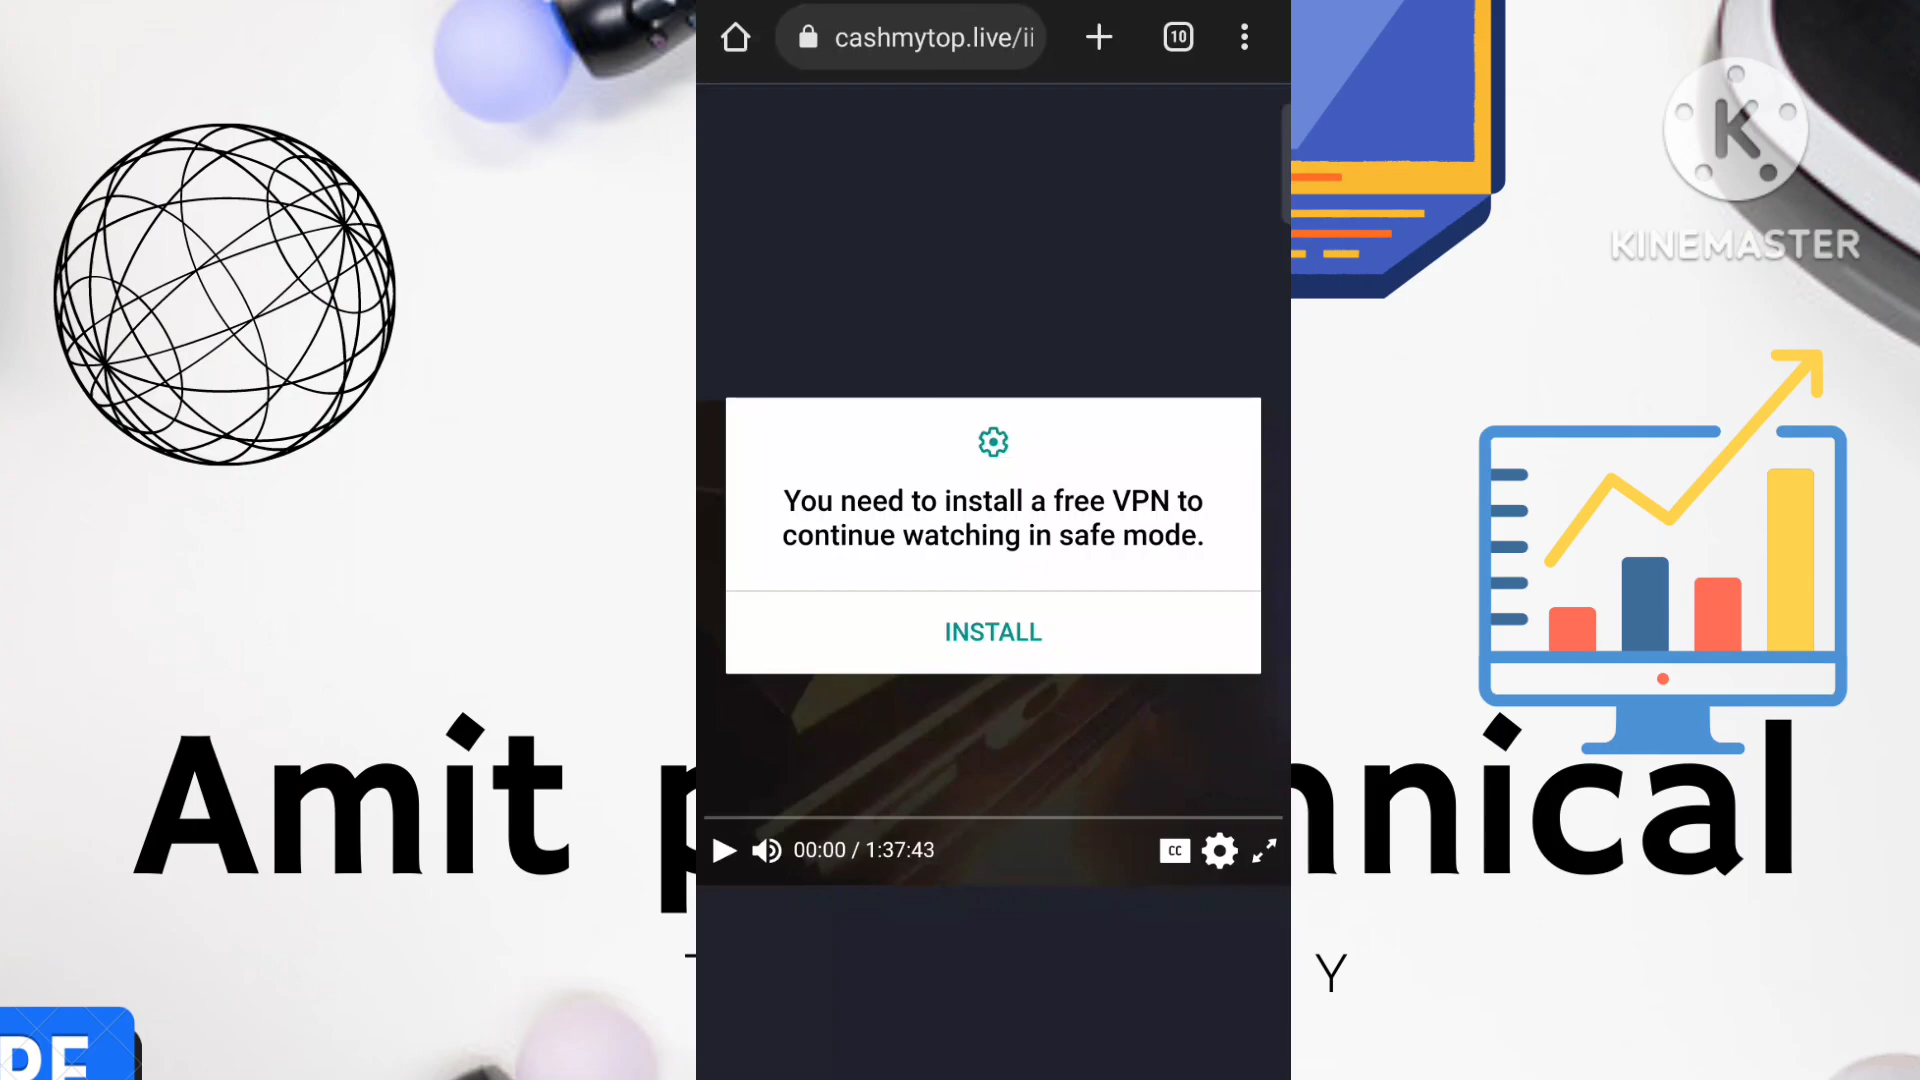 cashmytop.live/ii
10
KINEMASTER
You need to install a free VPN to
continue watching in safe mode.
INSTALL
Amit p
nnical
00:00 / 1:37:43
CC
Y